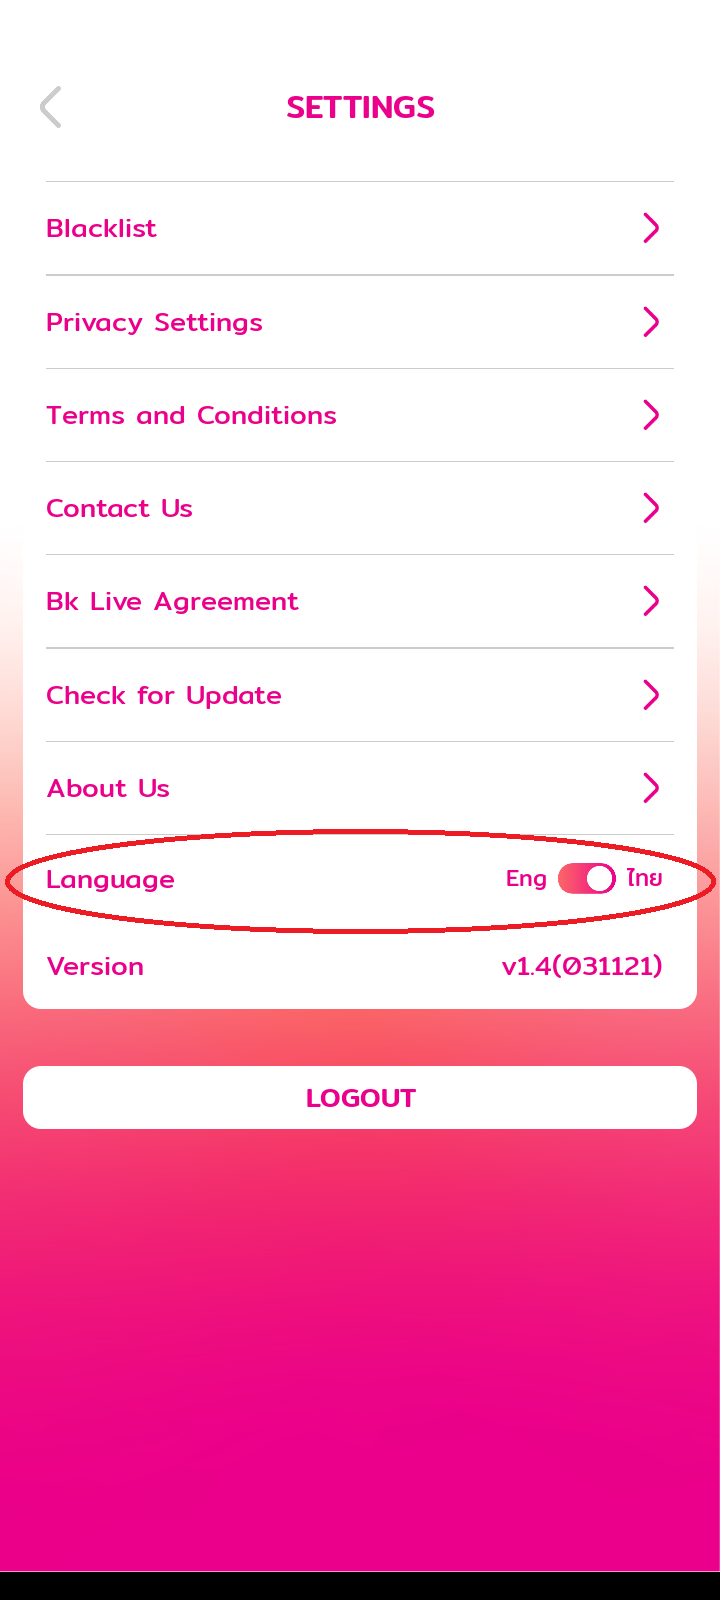 SETTINGS
Blacklist
Privacy Settings
Terms and Conditions
Contact Us
Bk Live Agreement
Check for Update
About Us
Language Eng ไทย
Version v1.4(031121)
LOGOUT